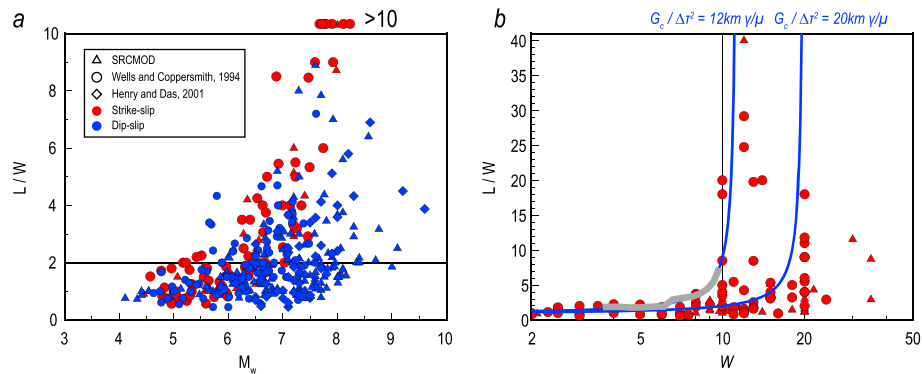 a
>10
10
8
6
4
2
0
L / W
SRCMOD
Wells and Coppersmith, 1994
Henry and Das, 2001
Strike-slip
Dip-slip
3 4 5 6 7 8 9 10
Mw
b
Gc / Δτ² = 12km γ/μ Gc / Δτ² = 20km γ/μ
40
35
30
25
20
15
10
5
0
L / W
2 10 20 50
W